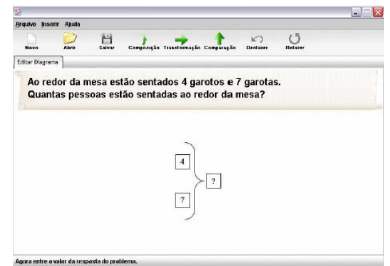 Arquivo Inserir Ajuda
Novo Abrir Salvar Composição Transformação Comparação Desfazer Refazer
Editar Diagrama
Ao redor da mesa estão sentados 4 garotos e 7 garotas.
Quantas pessoas estão sentadas ao redor da mesa?
4
?
7
Agora entre o valor da resposta do problema.